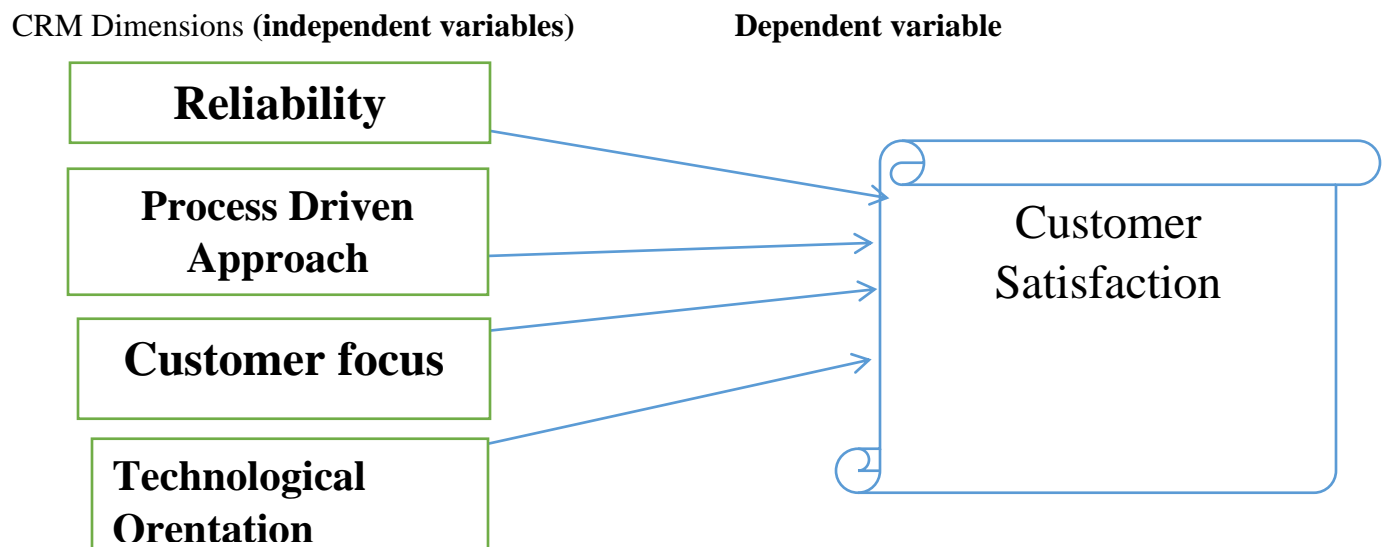 CRM Dimensions (independent variables) Dependent variable
Reliability
Process Driven
Approach
Customer focus
Technological
Orentation
Customer
Satisfaction